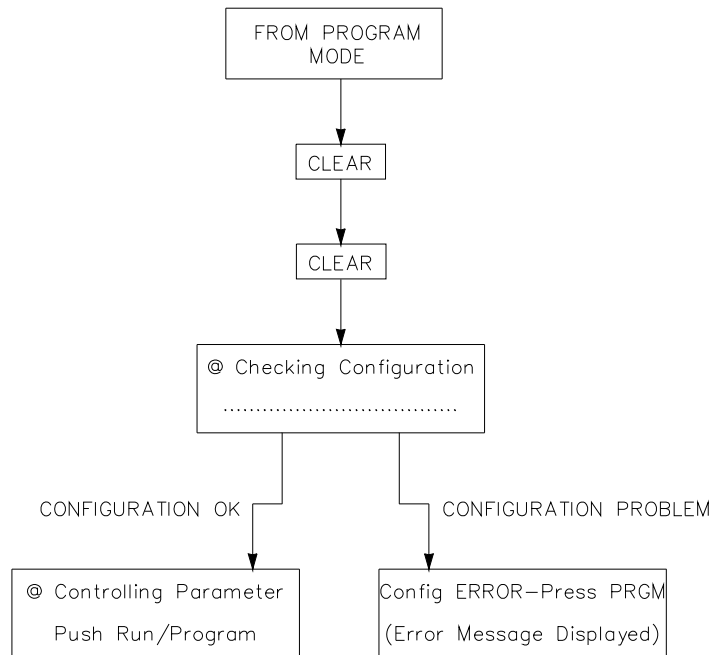 FROM PROGRAM
MODE
CLEAR
CLEAR
@ Checking Configuration
....................................
CONFIGURATION OK
CONFIGURATION PROBLEM
@ Controlling Parameter
Push Run/Program
Config ERROR-Press PRGM
(Error Message Displayed)